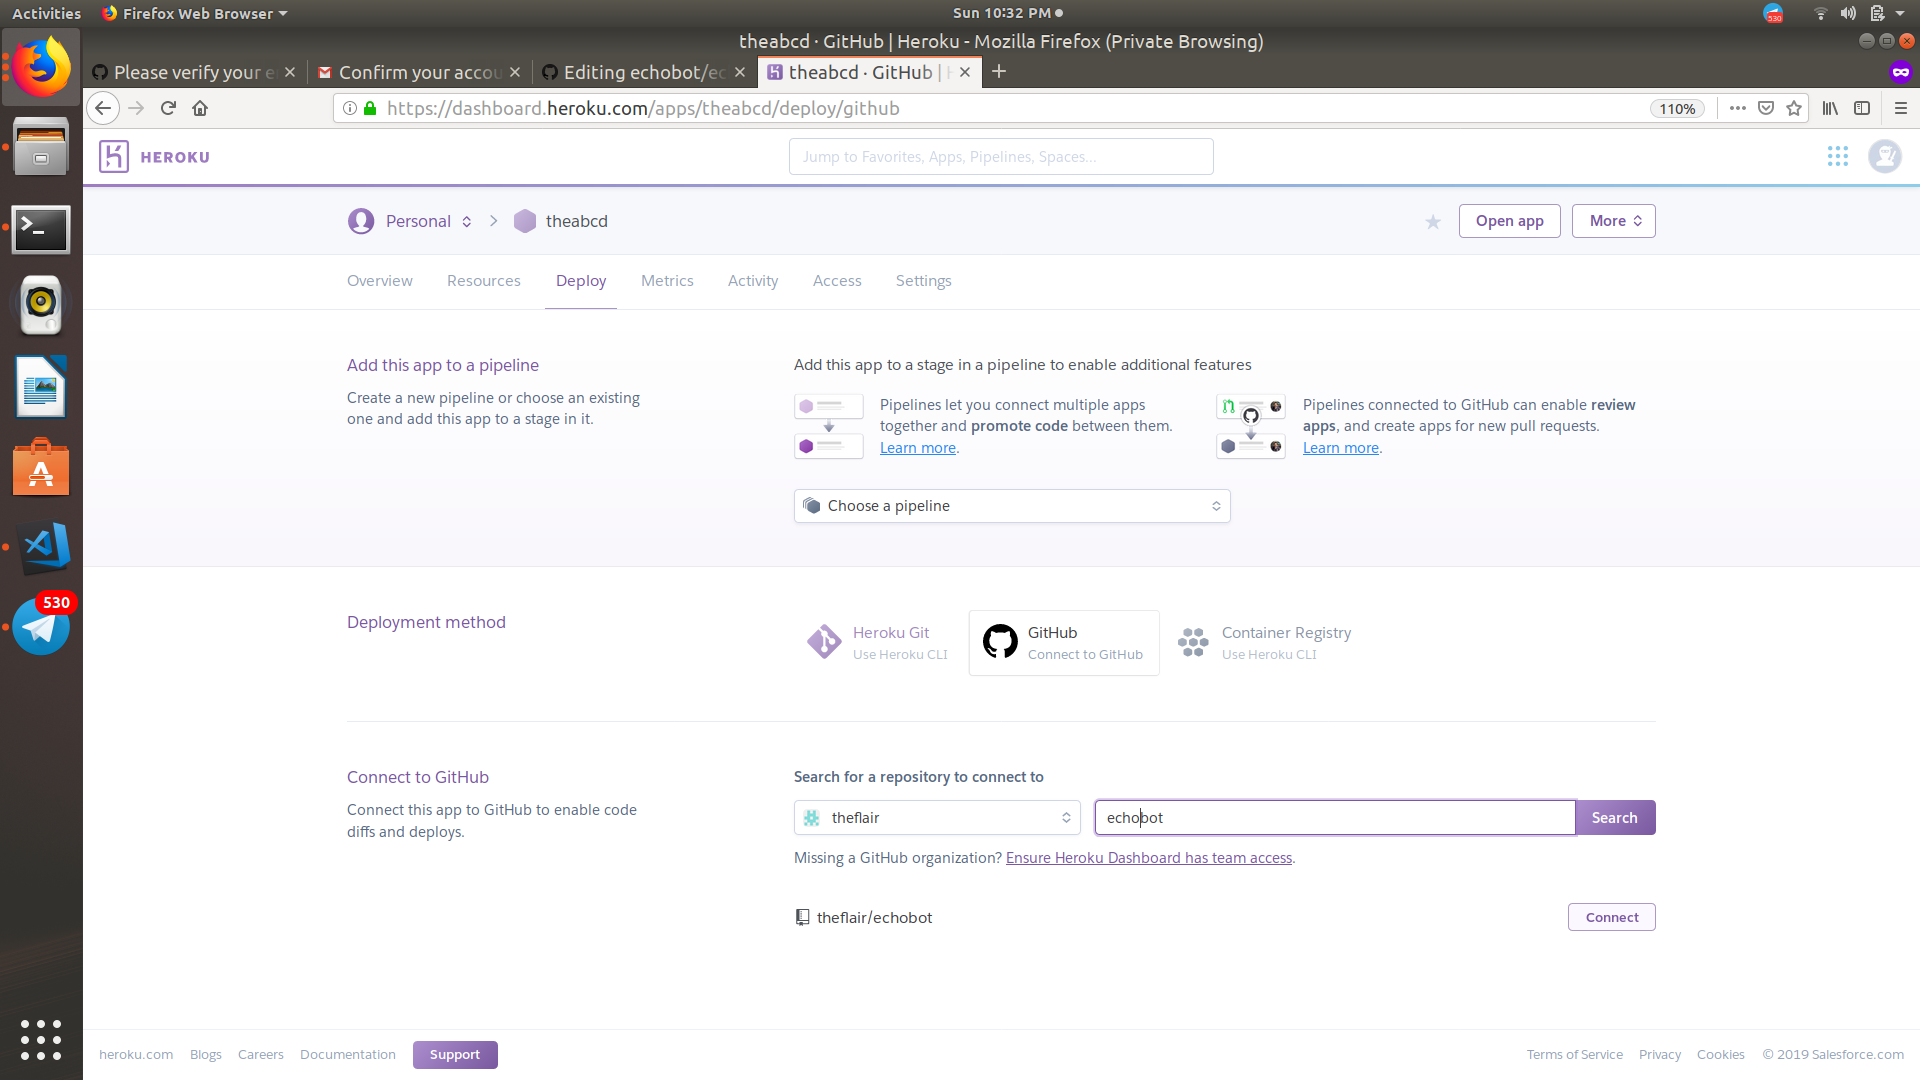 Activities
Firefox Web Browser
Sun 10:32 PM
530
theabcd · GitHub | Heroku - Mozilla Firefox (Private Browsing)
Please verify your e
Confirm your accou
Editing echobot/ec
theabcd · GitHub |
https://dashboard.heroku.com/apps/theabcd/deploy/github
110%
HEROKU
Jump to Favorites, Apps, Pipelines, Spaces...
Personal
theabcd
Open app
More
Overview
Resources
Deploy
Metrics
Activity
Access
Settings
Add this app to a pipeline
Create a new pipeline or choose an existing
one and add this app to a stage in it.
Add this app to a stage in a pipeline to enable additional features
Pipelines let you connect multiple apps
together and promote code between them.
Learn more.
Pipelines connected to GitHub can enable review
apps, and create apps for new pull requests.
Learn more.
Choose a pipeline
530
Deployment method
Heroku Git
Use Heroku CLI
GitHub
Connect to GitHub
Container Registry
Use Heroku CLI
Connect to GitHub
Connect this app to GitHub to enable code
diffs and deploys.
Search for a repository to connect to
theflair
echobot
Search
Missing a GitHub organization? Ensure Heroku Dashboard has team access.
theflair/echobot
Connect
heroku.com
Blogs
Careers
Documentation
Support
Terms of Service
Privacy
Cookies
© 2019 Salesforce.com